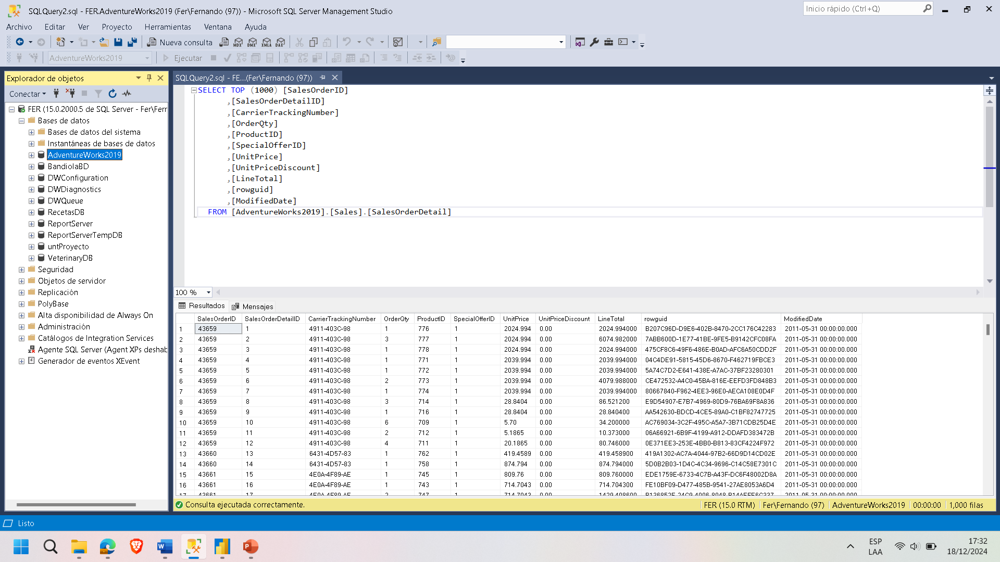 SQLQuery2.sql - FER.AdventureWorks2019 (Fer\Fernando (97)) - Microsoft SQL Server Management Studio
Inicio rápido (Ctrl+Q)
Archivo Editar Ver Proyecto Herramientas Ventana Ayuda
Nueva consulta MDX DMX XMLA DAX
AdventureWorks2019 Ejecutar
Explorador de objetos
Conectar
FER (15.0.2000.5 de SQL Server - Fer\Ferr
Bases de datos
Bases de datos del sistema
Instantáneas de bases de datos
AdventureWorks2019
BandiolaBD
DWConfiguration
DWDiagnostics
DWQueue
RecetasDB
ReportServer
ReportServerTempDB
untProyecto
VeterinaryDB
Seguridad
Objetos de servidor
Replicación
PolyBase
Alta disponibilidad de Always On
Administración
Catálogos de Integration Services
Agente SQL Server (Agent XPs deshab
Generador de eventos XEvent
SQLQuery2.sql - FE...(Fer\Fernando (97))
SELECT TOP (1000) [SalesOrderID]
,[SalesOrderDetailID]
,[CarrierTrackingNumber]
,[OrderQty]
,[ProductID]
,[SpecialOfferID]
,[UnitPrice]
,[UnitPriceDiscount]
,[LineTotal]
,[rowguid]
,[ModifiedDate]
FROM [AdventureWorks2019].[Sales].[SalesOrderDetail]
100 %
Resultados Mensajes
SalesOrderID SalesOrderDetailID CarrierTrackingNumber OrderQty ProductID SpecialOfferID UnitPrice UnitPriceDiscount LineTotal rowguid ModifiedDate
1 43659 1 4911-403C-98 1 776 1 2024.994 0.00 2024.994000 B207C96D-D9E6-402B-8470-2CC176C42283 2011-05-31 00:00:00.000
2 43659 2 4911-403C-98 3 777 1 2024.994 0.00 6074.982000 7ABB600D-1E77-41BE-9FE5-B9142CFC08FA 2011-05-31 00:00:00.000
3 43659 3 4911-403C-98 1 778 1 2024.994 0.00 2024.994000 475CF8C6-49F6-486E-B0AD-AFC6A50CDD2F 2011-05-31 00:00:00.000
4 43659 4 4911-403C-98 1 771 1 2039.994 0.00 2039.994000 04C4DE91-5815-45D6-8670-F462719FBCE3 2011-05-31 00:00:00.000
5 43659 5 4911-403C-98 1 772 1 2039.994 0.00 2039.994000 5A74C7D2-E641-438E-A7AC-37BF23280301 2011-05-31 00:00:00.000
6 43659 6 4911-403C-98 2 773 1 2039.994 0.00 4079.988000 CE472532-A4C0-45BA-816E-EEFD3FD848B3 2011-05-31 00:00:00.000
7 43659 7 4911-403C-98 1 774 1 2039.994 0.00 2039.994000 80667840-F962-4EE3-96E0-AECA108E0D4F 2011-05-31 00:00:00.000
8 43659 8 4911-403C-98 3 714 1 28.8404 0.00 86.521200 E9D54907-E7B7-4969-80D9-76BA69F8A836 2011-05-31 00:00:00.000
9 43659 9 4911-403C-98 1 716 1 28.8404 0.00 28.840400 AA542630-BDCD-4CE5-89A0-C1BF82747725 2011-05-31 00:00:00.000
10 43659 10 4911-403C-98 6 709 1 5.70 0.00 34.200000 AC769034-3C2F-495C-A5A7-3B71CDB25D4E 2011-05-31 00:00:00.000
11 43659 11 4911-403C-98 2 712 1 5.1865 0.00 10.373000 06A66921-6B9F-4199-A912-DDAFD383472B 2011-05-31 00:00:00.000
12 43659 12 4911-403C-98 4 711 1 20.1865 0.00 80.746000 0E371EE3-253E-4BB0-B813-83CF4224F972 2011-05-31 00:00:00.000
13 43660 13 6431-4D57-83 1 762 1 419.4589 0.00 419.458900 419A1302-AC7A-4044-97B2-66D9D14CD02E 2011-05-31 00:00:00.000
14 43660 14 6431-4D57-83 1 758 1 874.794 0.00 874.794000 5D0B2B03-1D4C-4C34-9696-C14C58E7301C 2011-05-31 00:00:00.000
15 43661 15 4E0A-4F89-AE 1 745 1 809.76 0.00 809.760000 EDE1759E-6733-4C7B-A43F-DC6F48002D8A 2011-05-31 00:00:00.000
16 43661 16 4E0A-4F89-AE 1 743 1 714.7043 0.00 714.704300 FE10BF09-D477-485B-9541-27AE8053A6D4 2011-05-31 00:00:00.000
17 43661 17 4E0A-4F89-AE 2 747 1 714.7043 0.00 1429.408600 2011-05-31 00:00:00.000
Consulta ejecutada correctamente.
FER (15.0 RTM) Fer\Fernando (97) AdventureWorks2019 00:00:00 1,000 filas
Listo
ESP
LAA
17:32
18/12/2024